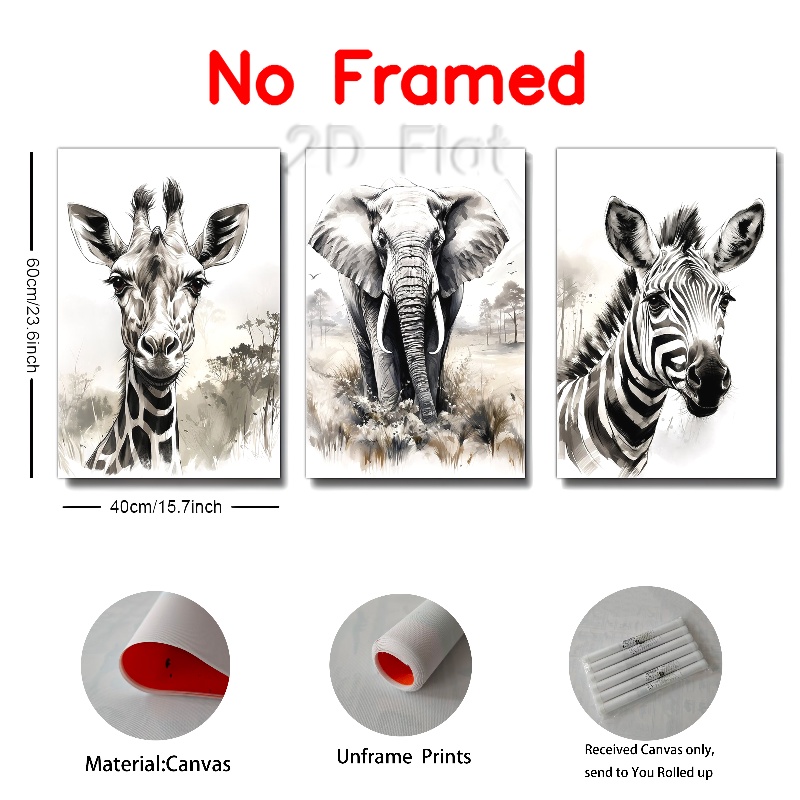 No Framed
2D Flat
60cm/23.6inch
40cm/15.7inch
Material:Canvas
Unframe Prints
Received Canvas only,
send to You Rolled up